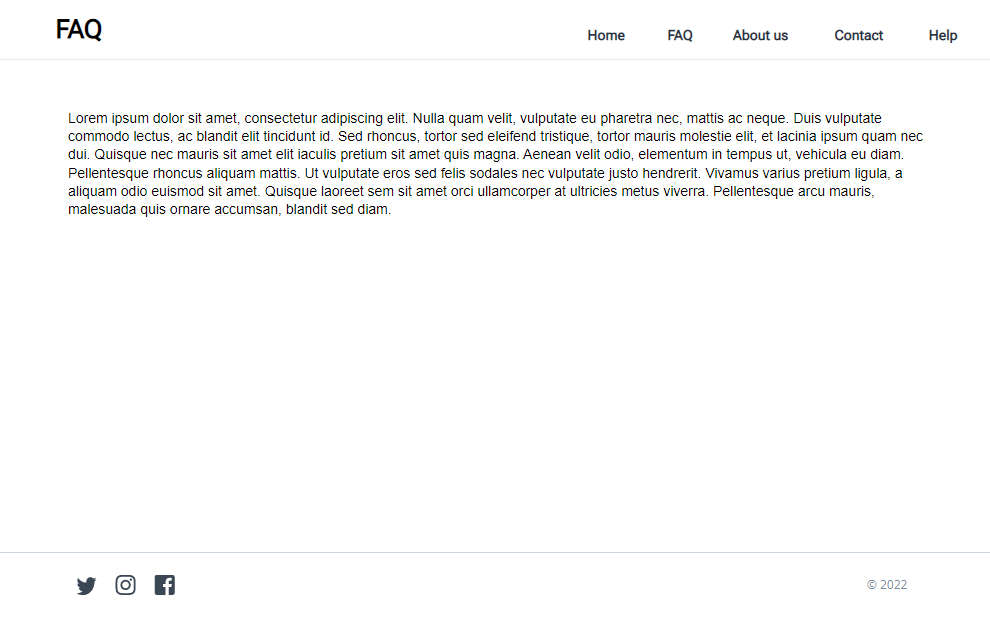 FAQ
Home FAQ About us Contact Help
Lorem ipsum dolor sit amet, consectetur adipiscing elit. Nulla quam velit, vulputate eu pharetra nec, mattis ac neque. Duis vulputate
commodo lectus, ac blandit elit tincidunt id. Sed rhoncus, tortor sed eleifend tristique, tortor mauris molestie elit, et lacinia ipsum quam nec
dui. Quisque nec mauris sit amet elit iaculis pretium sit amet quis magna. Aenean velit odio, elementum in tempus ut, vehicula eu diam.
Pellentesque rhoncus aliquam mattis. Ut vulputate eros sed felis sodales nec vulputate justo hendrerit. Vivamus varius pretium ligula, a
aliquam odio euismod sit amet. Quisque laoreet sem sit amet orci ullamcorper at ultricies metus viverra. Pellentesque arcu mauris,
malesuada quis ornare accumsan, blandit sed diam.
© 2022